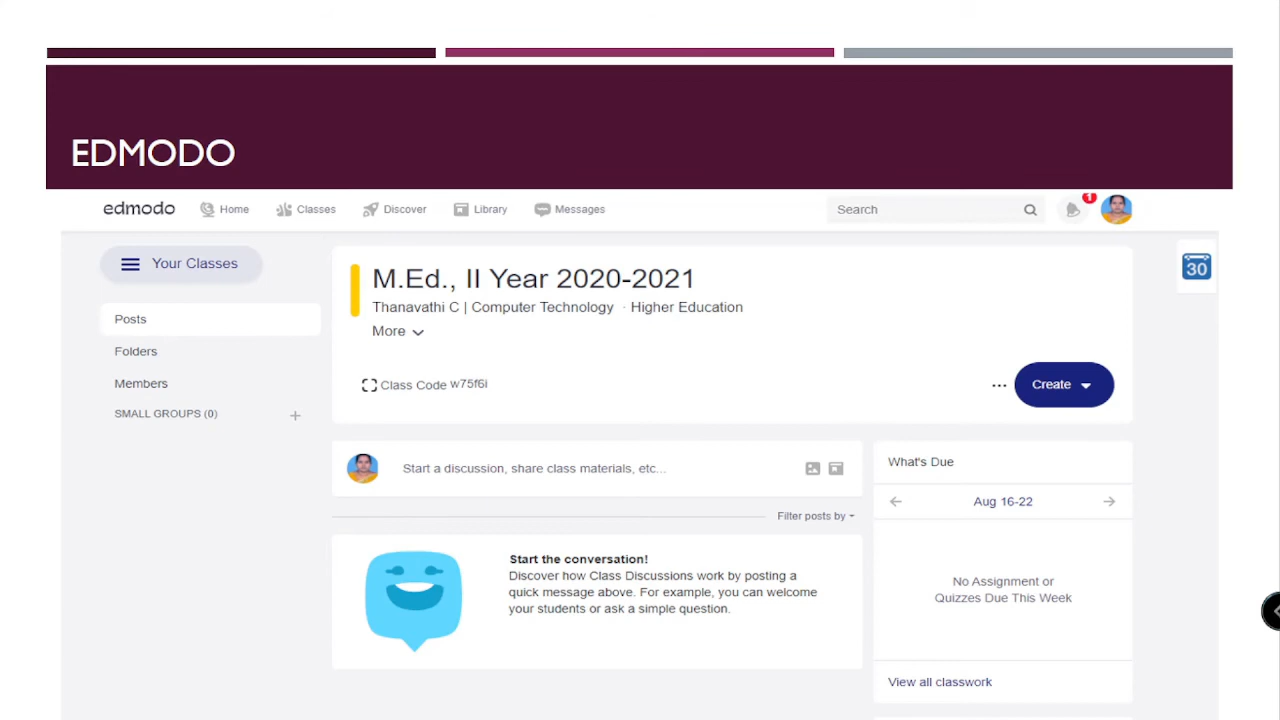 EDMODO
edmodo Home Classes Discover Library Messages Search 1
Your Classes
30
M.Ed., II Year 2020-2021
Thanavathi C | Computer Technology · Higher Education
More
Posts
Folders
Members
SMALL GROUPS (0) +
Class Code w75f6i
... Create
Start a discussion, share class materials, etc...
Filter posts by
Start the conversation!
Discover how Class Discussions work by posting a
quick message above. For example, you can welcome
your students or ask a simple question.
What's Due
Aug 16-22
No Assignment or
Quizzes Due This Week
View all classwork